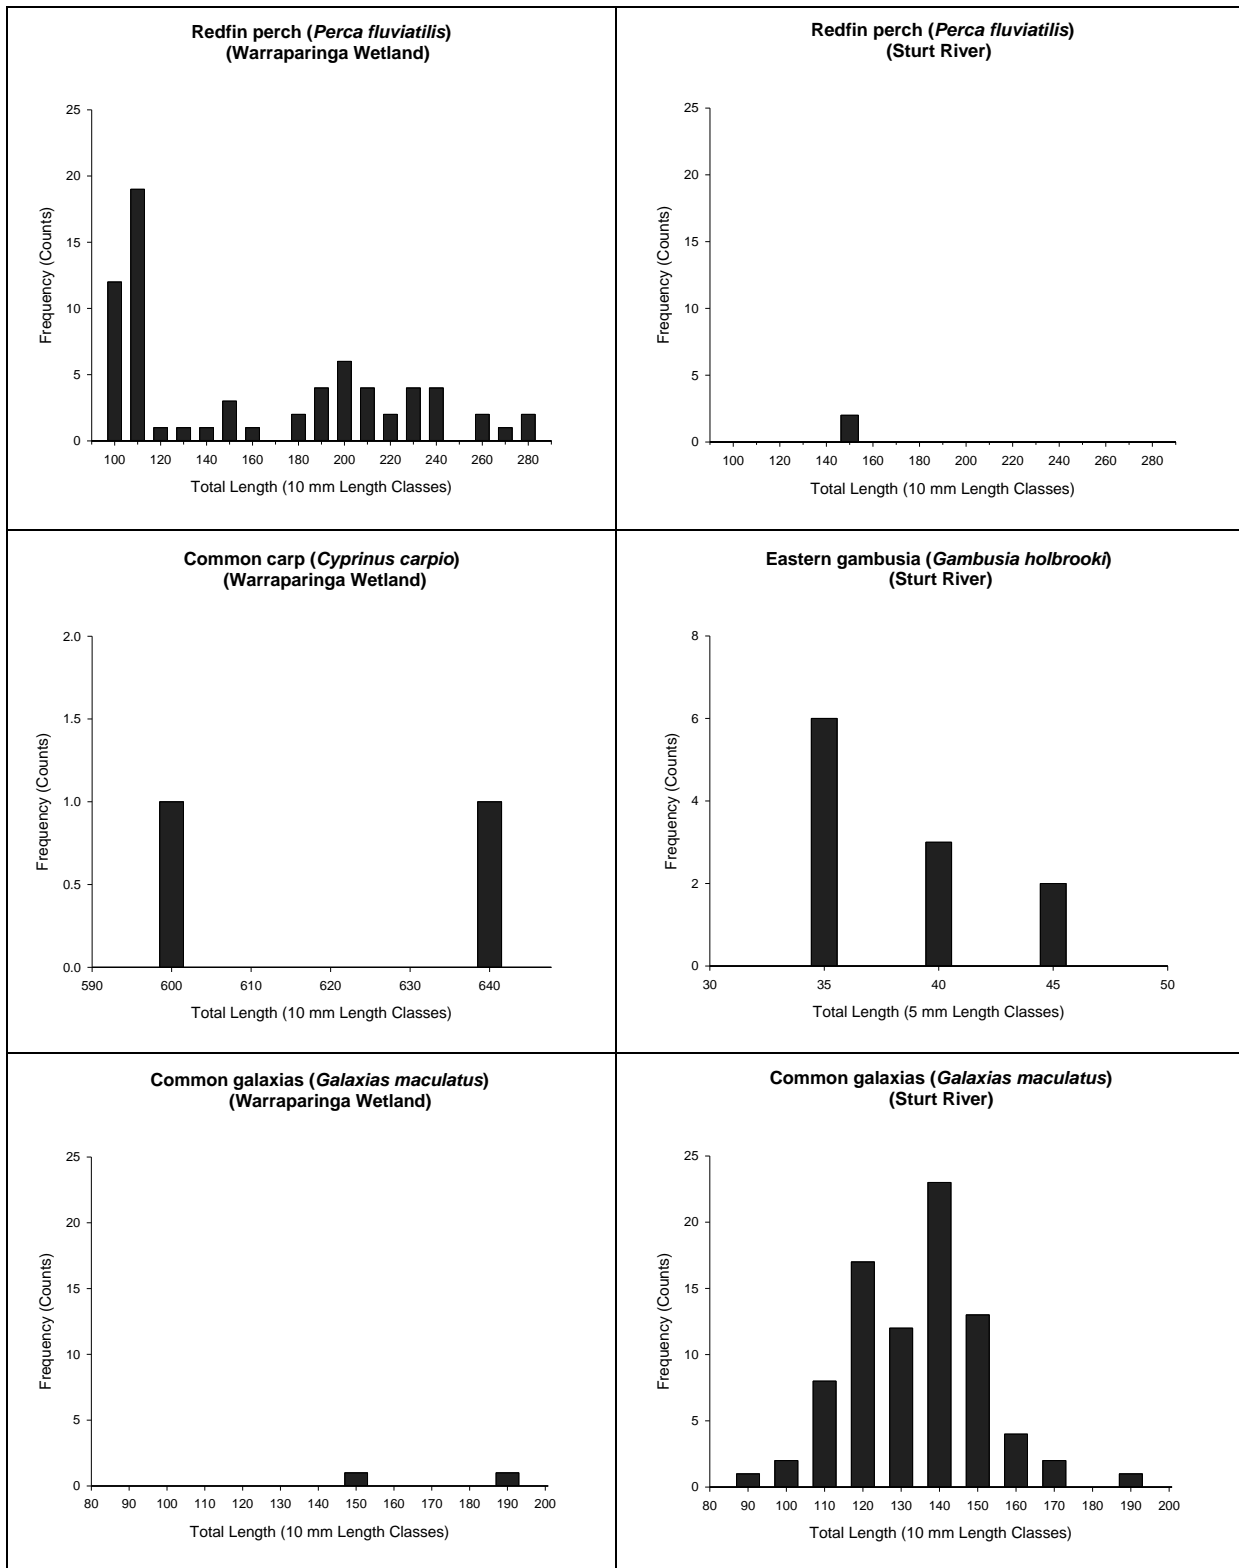 Redfin perch (Perca fluviatilis)
(Warraparinga Wetland)
Frequency (Counts)
25
20
15
10
5
0
100 120 140 160 180 200 220 240 260 280
Total Length (10 mm Length Classes)
Redfin perch (Perca fluviatilis)
(Sturt River)
Frequency (Counts)
25
20
15
10
5
0
100 120 140 160 180 200 220 240 260 280
Total Length (10 mm Length Classes)
Common carp (Cyprinus carpio)
(Warraparinga Wetland)
Frequency (Counts)
2.0
1.5
1.0
0.5
0.0
590 600 610 620 630 640
Total Length (10 mm Length Classes)
Eastern gambusia (Gambusia holbrooki)
(Sturt River)
Frequency (Counts)
8
6
4
2
0
30 35 40 45 50
Total Length (5 mm Length Classes)
Common galaxias (Galaxias maculatus)
(Warraparinga Wetland)
Frequency (Counts)
25
20
15
10
5
0
80 90 100 110 120 130 140 150 160 170 180 190 200
Total Length (10 mm Length Classes)
Common galaxias (Galaxias maculatus)
(Sturt River)
Frequency (Counts)
25
20
15
10
5
0
80 90 100 110 120 130 140 150 160 170 180 190 200
Total Length (10 mm Length Classes)